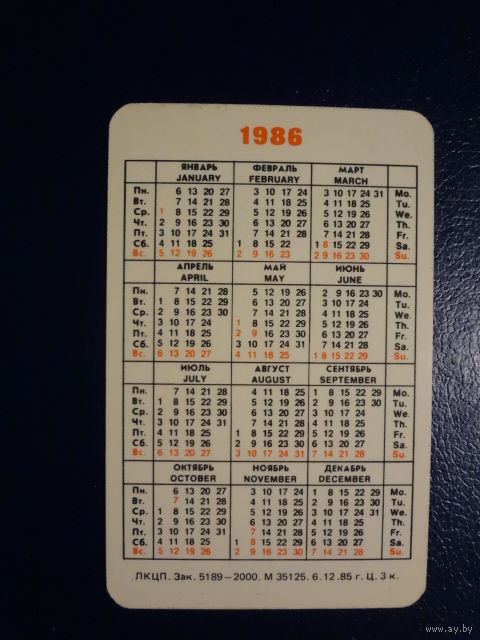 1986
ЯНВАРЬ ФЕВРАЛЬ МАРТ
JANUARY FEBRUARY MARCH
Пн. 6 13 20 27 3 10 17 24 3 10 17 24 31 Mo.
Вт. 7 14 21 28 4 11 18 25 4 11 18 25 Tu.
Ср. 1 8 15 22 29 5 12 19 26 5 12 19 26 We.
Чт. 2 9 16 23 30 6 13 20 27 6 13 20 27 Th.
Пт. 3 10 17 24 31 7 14 21 28 7 14 21 28 Fr.
Сб. 4 11 18 25 1 8 15 22 1 8 15 22 29 Sa.
Вс. 5 12 19 26 2 9 16 23 2 9 16 23 30 Su.
АПРЕЛЬ МАЙ ИЮНЬ
APRIL MAY JUNE
Пн. 7 14 21 28 5 12 19 26 2 9 16 23 30 Mo.
Вт. 1 8 15 22 29 6 13 20 27 3 10 17 24 Tu.
Ср. 2 9 16 23 30 7 14 21 28 4 11 18 25 We.
Чт. 3 10 17 24 1 8 15 22 29 5 12 19 26 Th.
Пт. 4 11 18 25 2 9 16 23 30 6 13 20 27 Fr.
Сб. 5 12 19 26 3 10 17 24 31 7 14 21 28 Sa.
Вс. 6 13 20 27 4 11 18 25 1 8 15 22 29 Su.
ИЮЛЬ АВГУСТ СЕНТЯБРЬ
JULY AUGUST SEPTEMBER
Пн. 7 14 21 28 4 11 18 25 1 8 15 22 29 Mo.
Вт. 1 8 15 22 29 5 12 19 26 2 9 16 23 30 Tu.
Ср. 2 9 16 23 30 6 13 20 27 3 10 17 24 We.
Чт. 3 10 17 24 31 7 14 21 28 4 11 18 25 Th.
Пт. 4 11 18 25 1 8 15 22 29 5 12 19 26 Fr.
Сб. 5 12 19 26 2 9 16 23 30 6 13 20 27 Sa.
Вс. 6 13 20 27 3 10 17 24 31 7 14 21 28 Su.
ОКТЯБРЬ НОЯБРЬ ДЕКАБРЬ
OCTOBER NOVEMBER DECEMBER
Пн. 6 13 20 27 3 10 17 24 1 8 15 22 29 Mo.
Вт. 7 14 21 28 4 11 18 25 2 9 16 23 30 Tu.
Ср. 1 8 15 22 29 5 12 19 26 3 10 17 24 31 We.
Чт. 2 9 16 23 30 6 13 20 27 4 11 18 25 Th.
Пт. 3 10 17 24 31 7 14 21 28 5 12 19 26 Fr.
Сб. 4 11 18 25 1 8 15 22 29 6 13 20 27 Sa.
Вс. 5 12 19 26 2 9 16 23 30 7 14 21 28 Su.
ЛКЦП. Зак. 5189–2000. М 35125. 6.12.85 г. Ц. 3 к.
www.ay.by